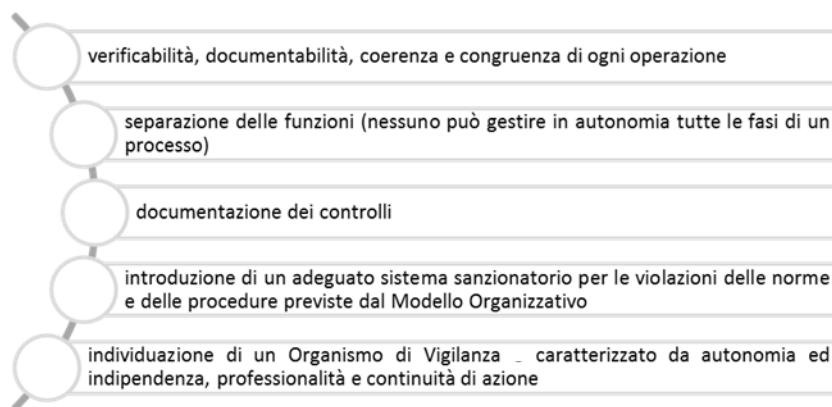 verificabilità, documentabilità, coerenza e congruenza di ogni operazione
separazione delle funzioni (nessuno può gestire in autonomia tutte le fasi di un
processo)
documentazione dei controlli
introduzione di un adeguato sistema sanzionatorio per le violazioni delle norme
e delle procedure previste dal Modello Organizzativo
individuazione di un Organismo di Vigilanza _ caratterizzato da autonomia ed
indipendenza, professionalità e continuità di azione